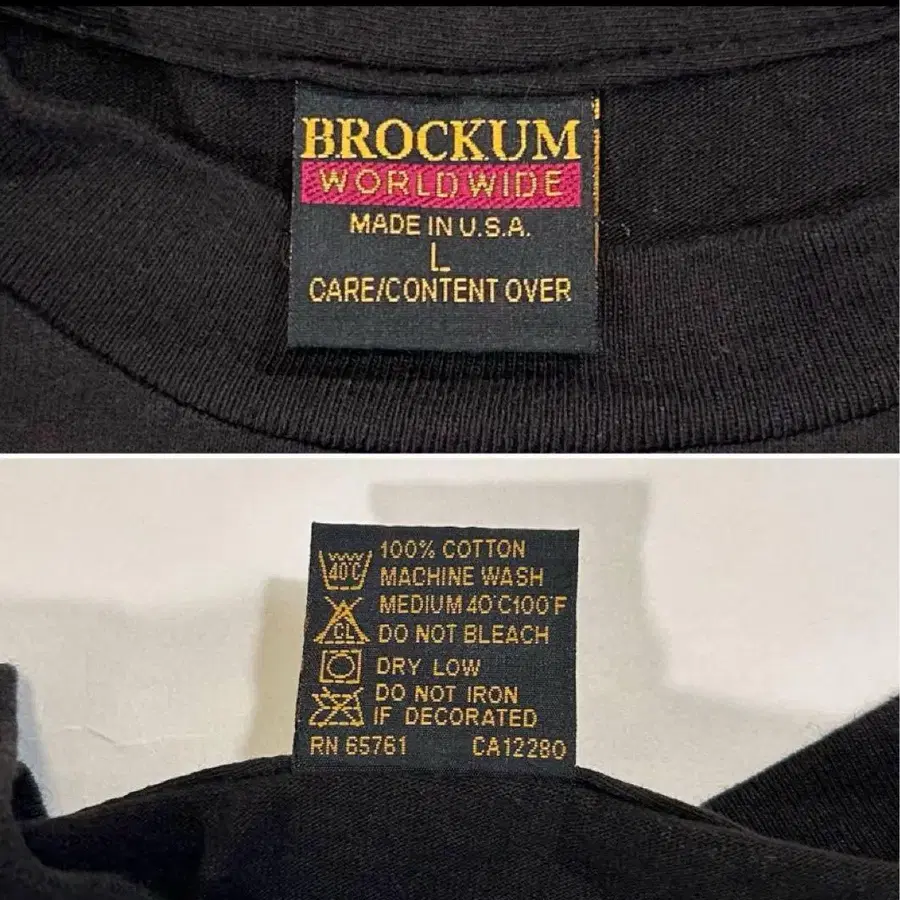 BROCKUM
WORLDWIDE
MADE IN U.S.A.
L
CARE/CONTENT OVER
100% COTTON
40°C
MACHINE WASH
MEDIUM 40°C100°F
CL
DO NOT BLEACH
DRY LOW
DO NOT IRON
IF DECORATED
RN 65761 CA12280